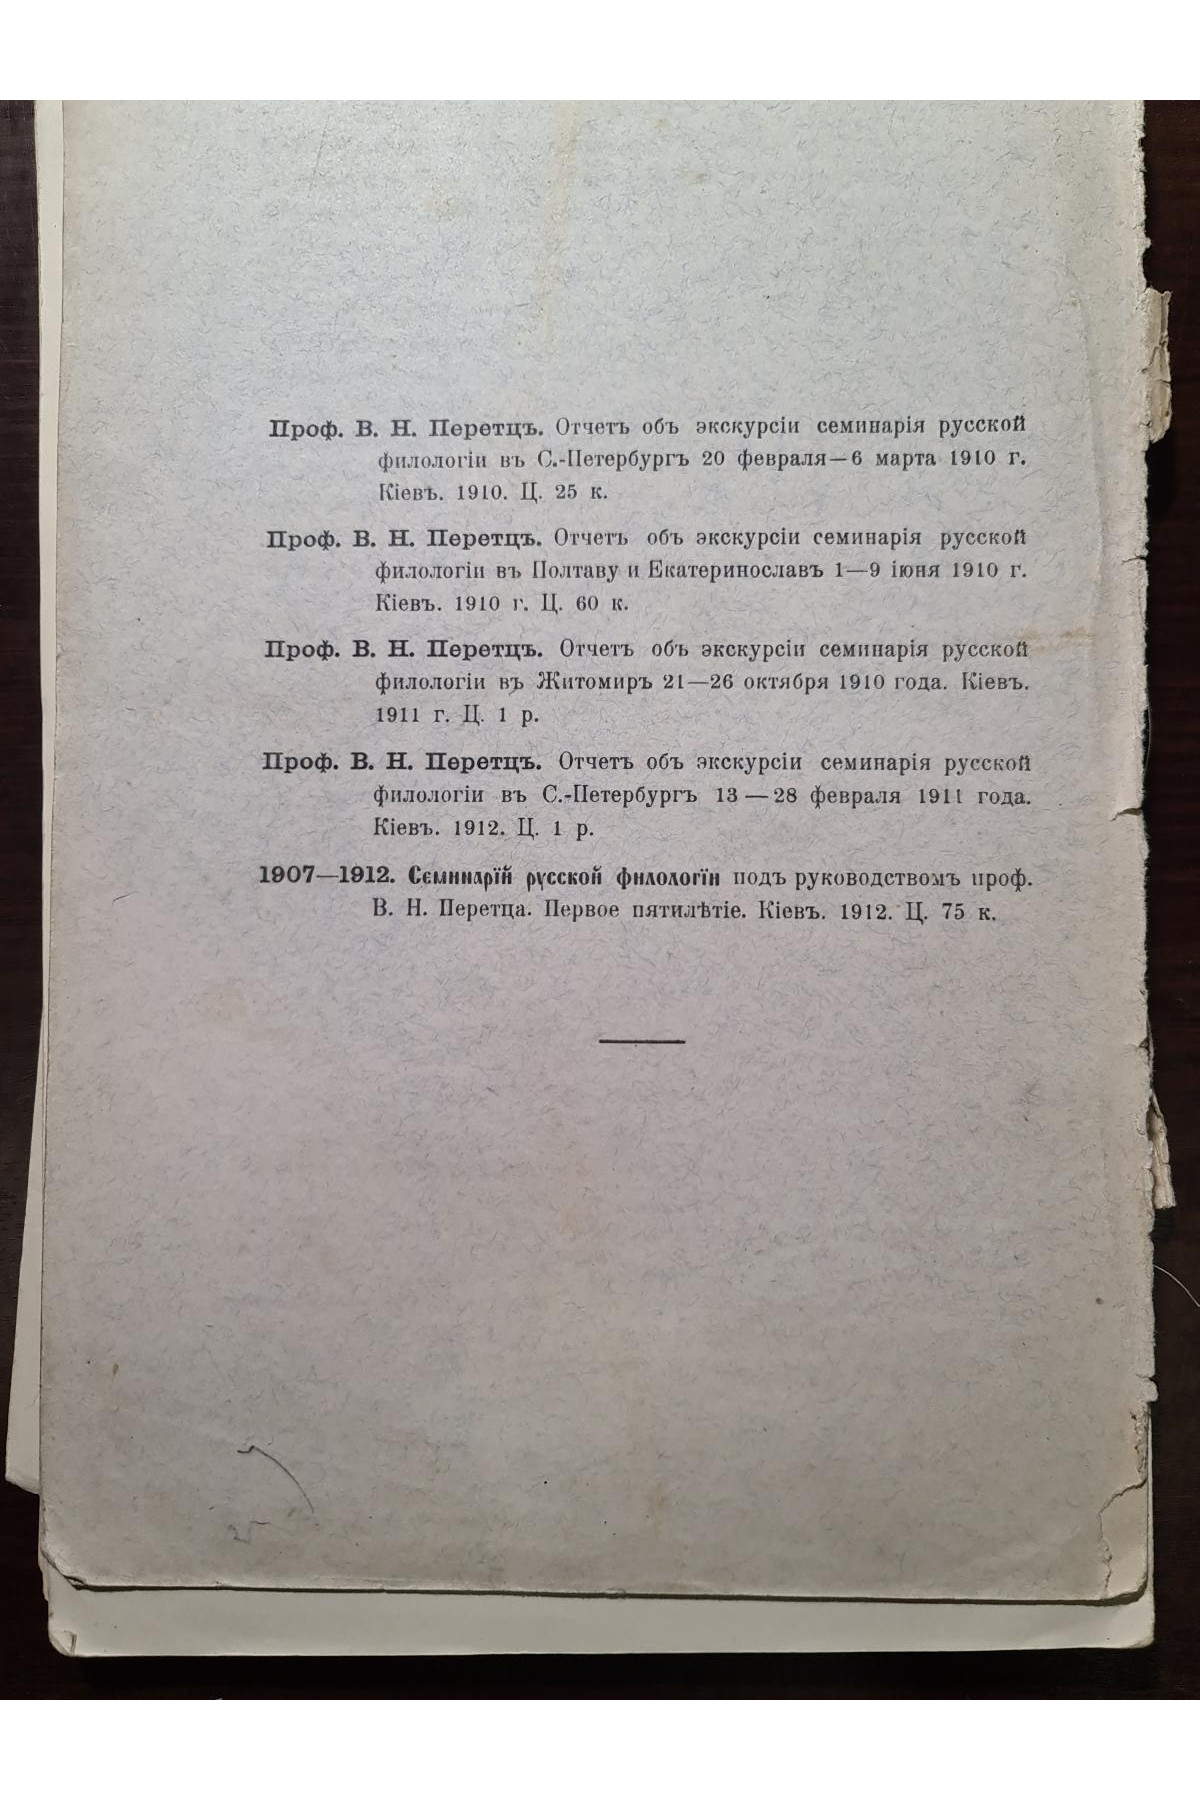 Проф. В. Н. Перетцъ. Отчетъ объ экскурсіи семинарія русской
филологіи въ С.-Петербургъ 20 февраля—6 марта 1910 г.
Кіевъ. 1910. Ц. 25 к.
Проф. В. Н. Перетцъ. Отчетъ объ экскурсіи семинарія русской
филологіи въ Полтаву и Екатеринославъ 1—9 іюня 1910 г.
Кіевъ. 1910 г. Ц. 60 к.
Проф. В. Н. Перетцъ. Отчетъ объ экскурсіи семинарія русской
филологіи въ Житомиръ 21—26 октября 1910 года. Кіевъ.
1911 г. Ц. 1 р.
Проф. В. Н. Перетцъ. Отчетъ объ экскурсіи семинарія русской
филологіи въ С.-Петербургъ 13—28 февраля 1911 года.
Кіевъ. 1912. Ц. 1 р.
1907—1912. Семинарїй русской филологїи подъ руководствомъ проф.
В. Н. Перетца. Первое пятилѣтіе. Кіевъ. 1912. Ц. 75 к.